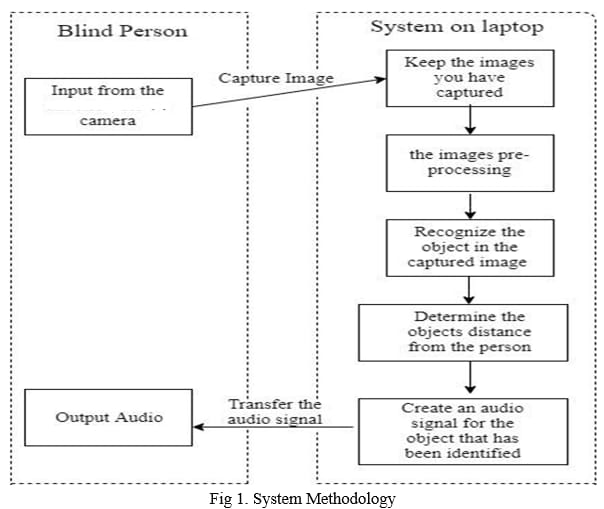 Blind Person
System on laptop
Input from the
camera
Capture Image
Keep the images
you have
captured
the images pre-
processing
Recognize the
object in the
captured image
Determine the
objects distance
from the person
Create an audio
signal for the
object that has
been identified
Transfer the
audio signal
Output Audio
Fig 1. System Methodology